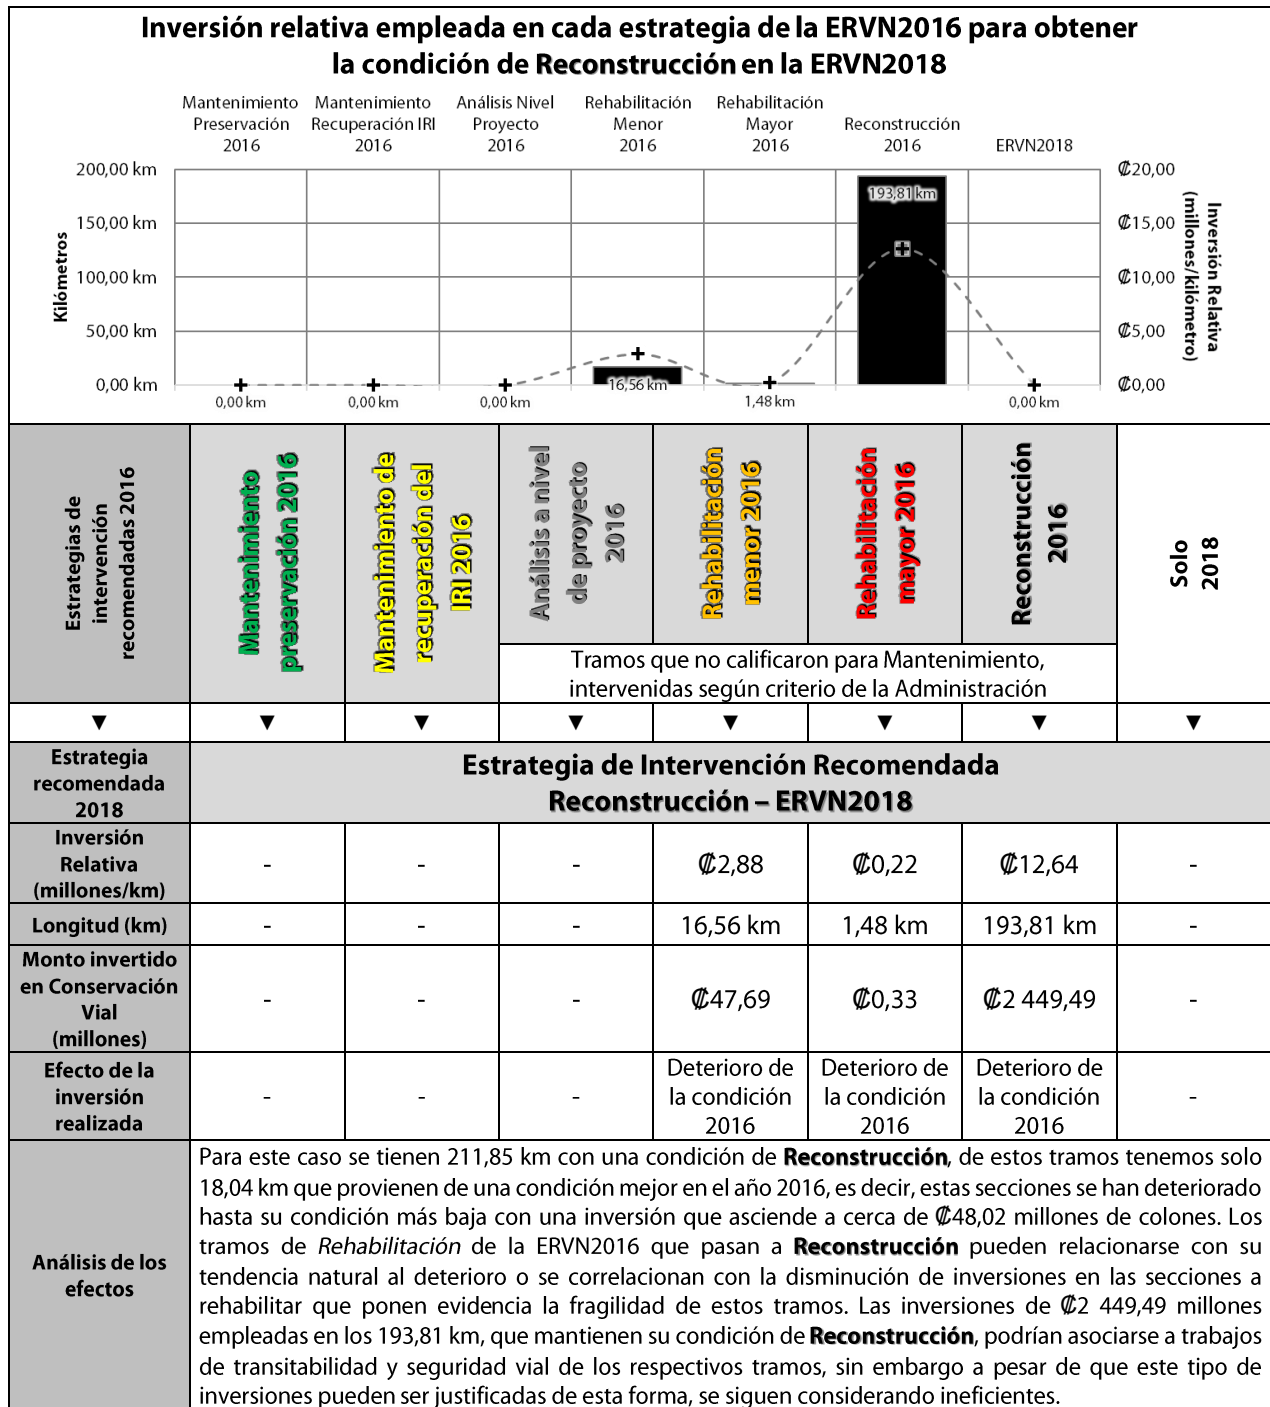 Inversión relativa empleada en cada estrategia de la ERVN2016 para obtener
la condición de Reconstrucción en la ERVN2018
Mantenimiento Preservación 2016
Mantenimiento Recuperación IRI 2016
Análisis Nivel Proyecto 2016
Rehabilitación Menor 2016
Rehabilitación Mayor 2016
Reconstrucción 2016
ERVN2018
Kilómetros
200,00 km
150,00 km
100,00 km
50,00 km
0,00 km
₡20,00
₡15,00
₡10,00
₡5,00
₡0,00
Inversión Relativa
(millones/kilómetro)
0,00 km
0,00 km
0,00 km
16,56 km
1,48 km
193,81 km
0,00 km
Estrategias de
intervención
recomendadas 2016
Mantenimiento
preservación 2016
Mantenimiento de
recuperación del
IRI 2016
Análisis a nivel
de proyecto
2016
Rehabilitación
menor 2016
Rehabilitación
mayor 2016
Reconstrucción
2016
Solo
2018
Tramos que no calificaron para Mantenimiento,
intervenidas según criterio de la Administración
▼ ▼ ▼ ▼ ▼ ▼ ▼ ▼
Estrategia
recomendada
2018
Estrategia de Intervención Recomendada
Reconstrucción – ERVN2018
Inversión
Relativa
(millones/km)
- - - ₡2,88 ₡0,22 ₡12,64 -
Longitud (km) - - - 16,56 km 1,48 km 193,81 km -
Monto invertido
en Conservación
Vial
(millones)
- - - ₡47,69 ₡0,33 ₡2 449,49 -
Efecto de la
inversión
realizada
- - -
Deterioro de
la condición
2016
Deterioro de
la condición
2016
Deterioro de
la condición
2016
-
Análisis de los
efectos
Para este caso se tienen 211,85 km con una condición de Reconstrucción, de estos tramos tenemos solo
18,04 km que provienen de una condición mejor en el año 2016, es decir, estas secciones se han deteriorado
hasta su condición más baja con una inversión que asciende a cerca de ₡48,02 millones de colones. Los
tramos de Rehabilitación de la ERVN2016 que pasan a Reconstrucción pueden relacionarse con su
tendencia natural al deterioro o se correlacionan con la disminución de inversiones en las secciones a
rehabilitar que ponen evidencia la fragilidad de estos tramos. Las inversiones de ₡2 449,49 millones
empleadas en los 193,81 km, que mantienen su condición de Reconstrucción, podrían asociarse a trabajos
de transitabilidad y seguridad vial de los respectivos tramos, sin embargo a pesar de que este tipo de
inversiones pueden ser justificadas de esta forma, se siguen considerando ineficientes.